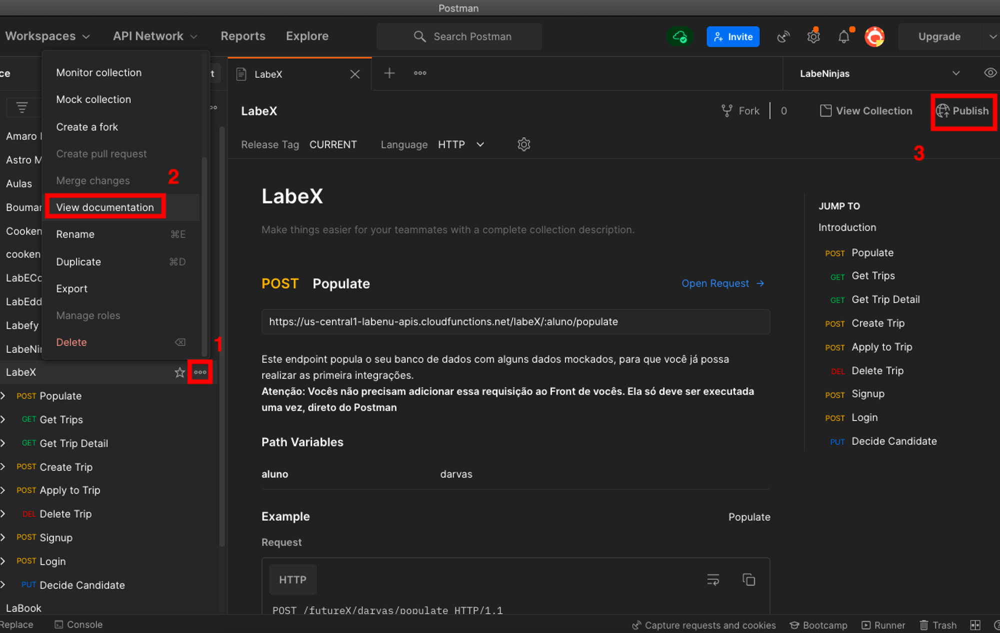 Postman
Workspaces
API Network
Reports
Explore
Search Postman
Invite
Upgrade
ce
t
LabeX
LabeNinjas
Monitor collection
Mock collection
Create a fork
Create pull request
Merge changes
2
View documentation
Rename ⌘E
Duplicate ⌘D
Export
Manage roles
Delete
1
Amaro
Astro M
Aulas
Bouman
Cooken
cooken
LabECo
LabEdd
Labefy
LabeNin
LabeX
POST Populate
GET Get Trips
GET Get Trip Detail
POST Create Trip
POST Apply to Trip
DEL Delete Trip
POST Signup
POST Login
PUT Decide Candidate
LaBook
LabeX
Fork 0
View Collection
Publish
3
Release Tag CURRENT Language HTTP
LabeX
Make things easier for your teammates with a complete collection description.
POST Populate Open Request →
https://us-central1-labenu-apis.cloudfunctions.net/labeX/:aluno/populate
Este endpoint popula o seu banco de dados com alguns dados mockados, para que você já possa
realizar as primeira integrações.
Atenção: Vocês não precisam adicionar essa requisição ao Front de vocês. Ela só deve ser executada
uma vez, direto do Postman
Path Variables
aluno darvas
Example Populate
Request
HTTP
POST /futureX/darvas/populate HTTP/1.1
JUMP TO
Introduction
POST Populate
GET Get Trips
GET Get Trip Detail
POST Create Trip
POST Apply to Trip
DEL Delete Trip
POST Signup
POST Login
PUT Decide Candidate
Replace
Console
Capture requests and cookies
Bootcamp
Runner
Trash